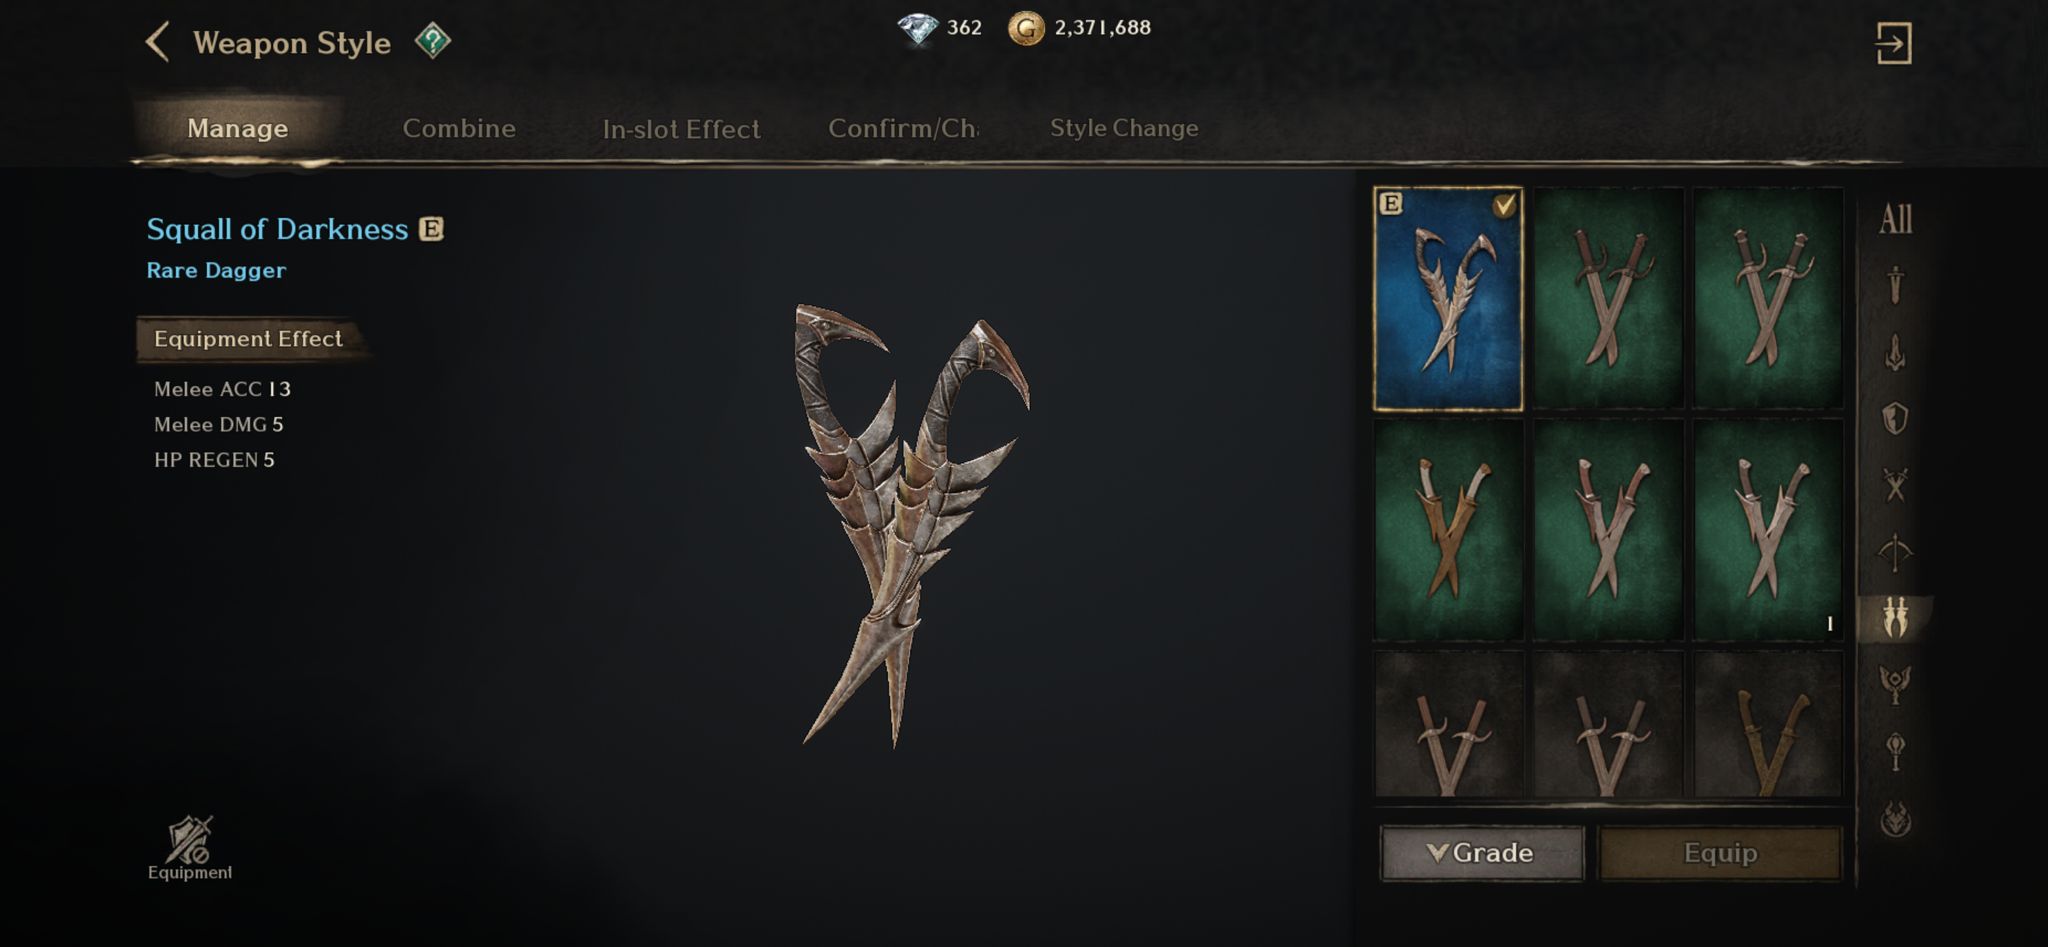 Weapon Style
362
2,371,688
Manage
Combine
In-slot Effect
Confirm/Ch
Style Change
Squall of Darkness E
Rare Dagger
Equipment Effect
Melee ACC 13
Melee DMG 5
HP REGEN 5
Equipment
E
1
All
Grade
Equip